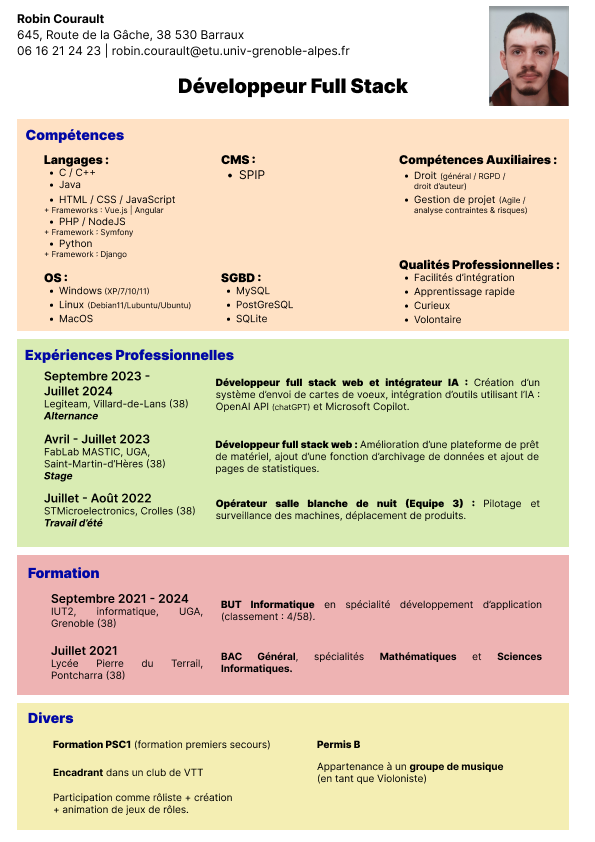 Robin Courault
645, Route de la Gâche, 38 530 Barraux
06 16 21 24 23 | robin.courault@etu.univ-grenoble-alpes.fr
Développeur Full Stack
Compétences
Langages :
• C / C++
• Java
• HTML / CSS / JavaScript
+ Frameworks : Vue.js | Angular
• PHP / NodeJS
+ Framework : Symfony
• Python
+ Framework : Django
CMS :
• SPIP
Compétences Auxiliaires :
• Droit (général / RGPD /
droit d'auteur)
• Gestion de projet (Agile /
analyse contraintes & risques)
OS :
• Windows (XP/7/10/11)
• Linux (Debian11/Lubuntu/Ubuntu)
• MacOS
SGBD :
• MySQL
• PostGreSQL
• SQLite
Qualités Professionnelles :
• Facilités d'intégration
• Apprentissage rapide
• Curieux
• Volontaire
Expériences Professionnelles
Septembre 2023 -
Juillet 2024
Legiteam, Villard-de-Lans (38)
Alternance
Développeur full stack web et intégrateur IA : Création d'un
système d'envoi de cartes de voeux, intégration d'outils utilisant l'IA :
OpenAI API (chatGPT) et Microsoft Copilot.
Avril - Juillet 2023
FabLab MASTIC, UGA,
Saint-Martin-d'Hères (38)
Stage
Développeur full stack web : Amélioration d'une plateforme de prêt
de matériel, ajout d'une fonction d'archivage de données et ajout de
pages de statistiques.
Juillet - Août 2022
STMicroelectronics, Crolles (38)
Travail d'été
Opérateur salle blanche de nuit (Equipe 3) : Pilotage et
surveillance des machines, déplacement de produits.
Formation
Septembre 2021 - 2024
IUT2, informatique, UGA,
Grenoble (38)
BUT Informatique en spécialité développement d'application
(classement : 4/58).
Juillet 2021
Lycée Pierre du Terrail,
Pontcharra (38)
BAC Général, spécialités Mathématiques et Sciences
Informatiques.
Divers
Formation PSC1 (formation premiers secours)
Permis B
Encadrant dans un club de VTT
Appartenance à un groupe de musique
(en tant que Violoniste)
Participation comme rôliste + création
+ animation de jeux de rôles.